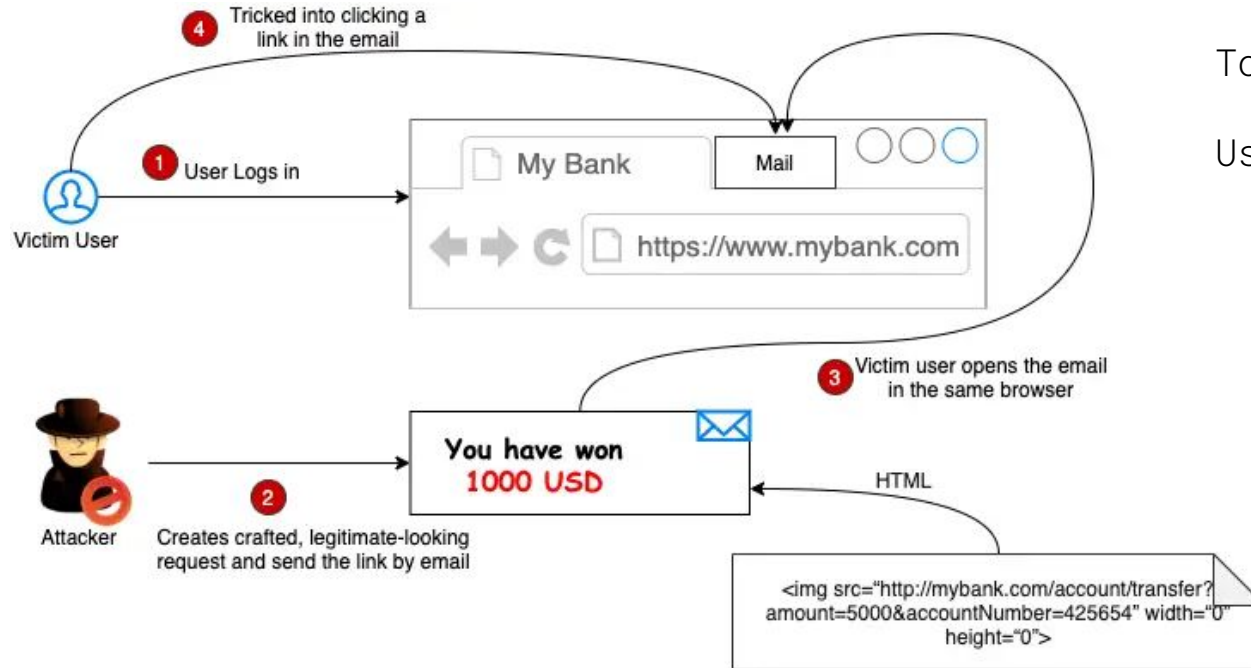 4
Tricked into clicking a
link in the email
To
Us
1
User Logs in
My Bank
Mail
Victim User
https://www.mybank.com
3
Victim user opens the email
in the same browser
You have won
1000 USD
HTML
2
Attacker
Creates crafted, legitimate-looking
request and send the link by email
<img src=“http://mybank.com/account/transfer?
amount=5000&accountNumber=425654” width=“0”
height=“0”>